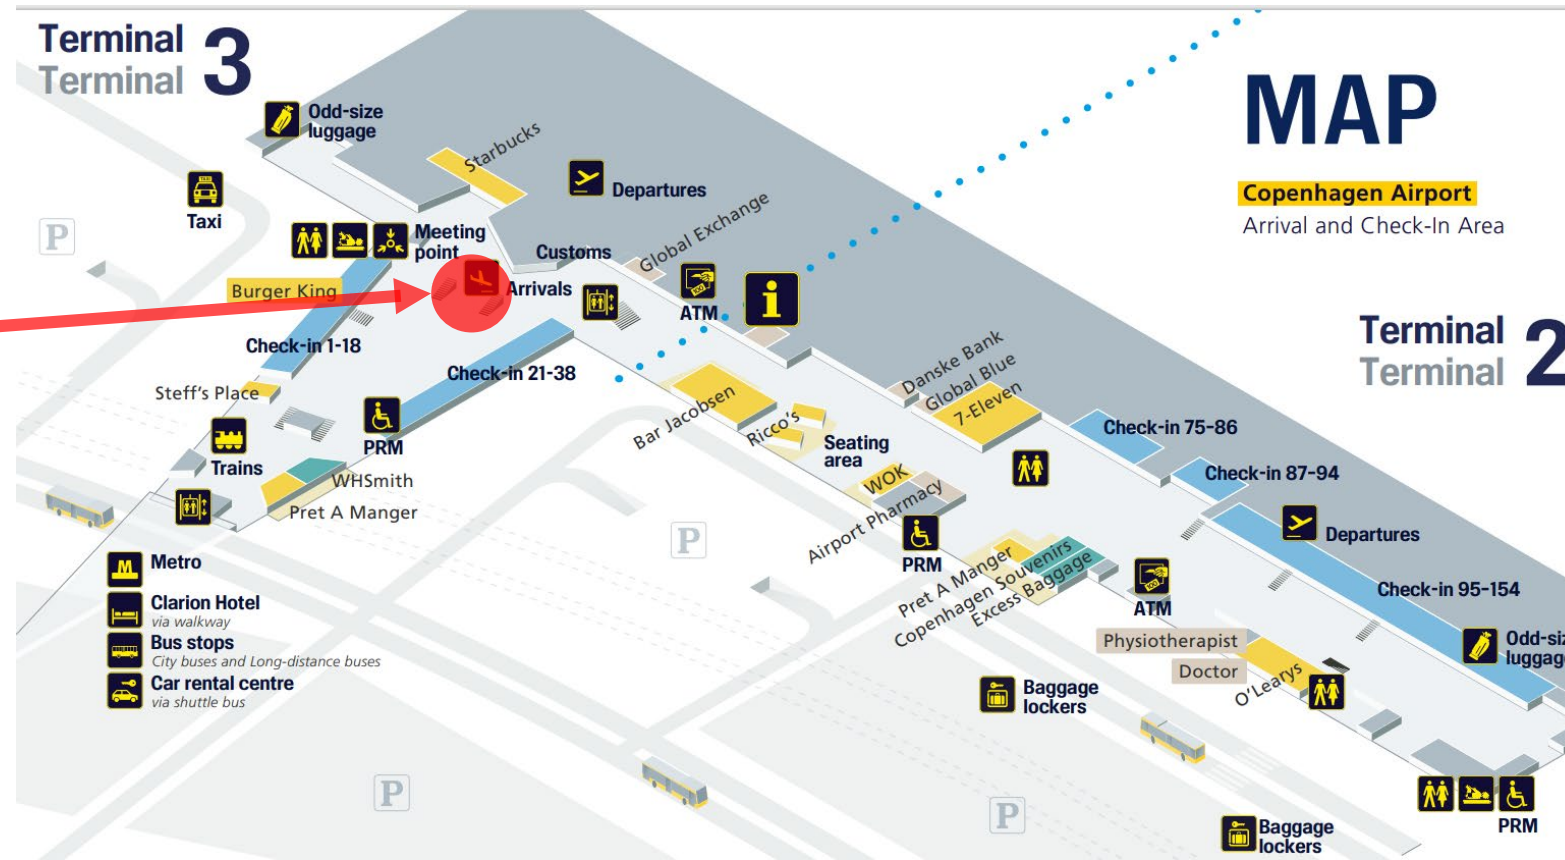 Terminal 3
Terminal
Odd-size
luggage
Starbucks
Departures
Taxi
P
Meeting
point
Customs
Global Exchange
Burger King
Arrivals
ATM
i
Check-in 1-18
Check-in 21-38
Steff's Place
PRM
Trains
WHSmith
Pret A Manger
MAP
Copenhagen Airport
Arrival and Check-In Area
Terminal 2
Terminal
Danske Bank
Global Blue
7-Eleven
Bar Jacobsen
Ricco's
Seating
area
WOK
Airport Pharmacy
PRM
P
Check-in 75-86
Check-in 87-94
Departures
Check-in 95-154
Pret A Manger
Copenhagen Souvenirs
Excess Baggage
ATM
Physiotherapist
Doctor
O'Learys
Odd-siz
luggag
M
Metro
Clarion Hotel
via walkway
Bus stops
City buses and Long-distance buses
Car rental centre
via shuttle bus
Baggage
lockers
P
P
Baggage
lockers
PRM